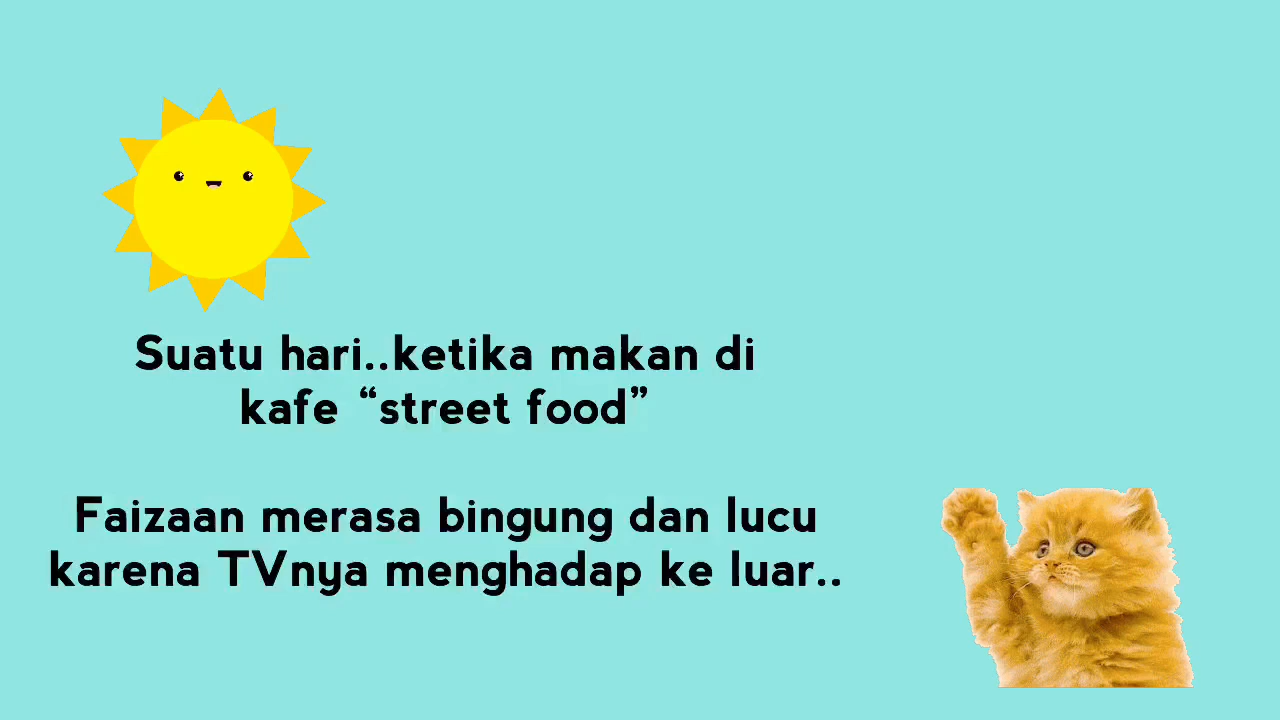 Suatu hari..ketika makan di
kafe “street food”
Faizaan merasa bingung dan lucu
karena TVnya menghadap ke luar..